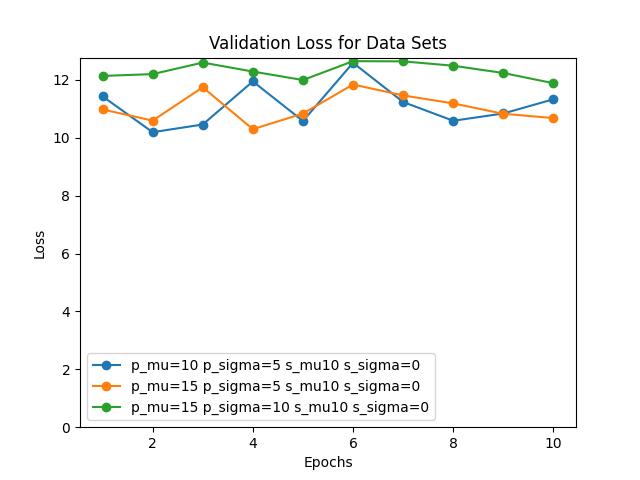 Validation Loss for Data Sets
Loss
12
10
8
6
4
2
0
p_mu=10 p_sigma=5 s_mu10 s_sigma=0
p_mu=15 p_sigma=5 s_mu10 s_sigma=0
p_mu=15 p_sigma=10 s_mu10 s_sigma=0
2 4 6 8 10
Epochs